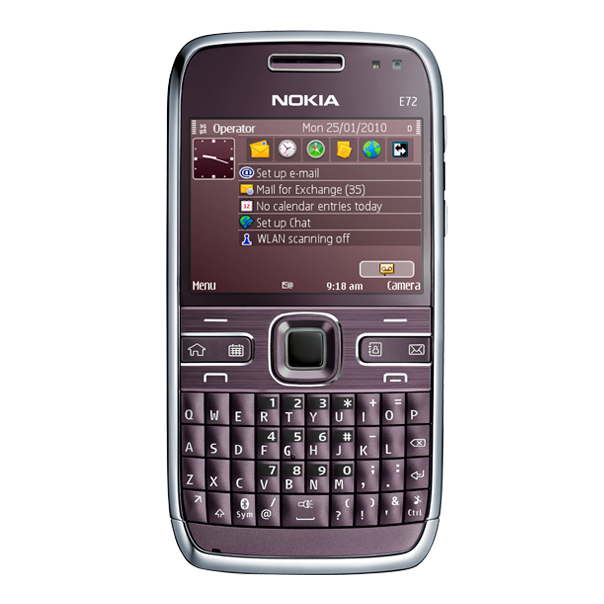 NOKIA
E72
Operator Mon 25/01/2010
Set up e-mail
Mail for Exchange (35)
12 No calendar entries today
Set up Chat
WLAN scanning off
Menu 9:18 am Camera
1 2 3 * + - =
Q W E R T Y U I O P
4 5 6 # -
A S D F G H J K L
7 8 9 0 ; :
Z X C V B N M , .
/ ( ) &
Sym @ ? ! ' Ctrl